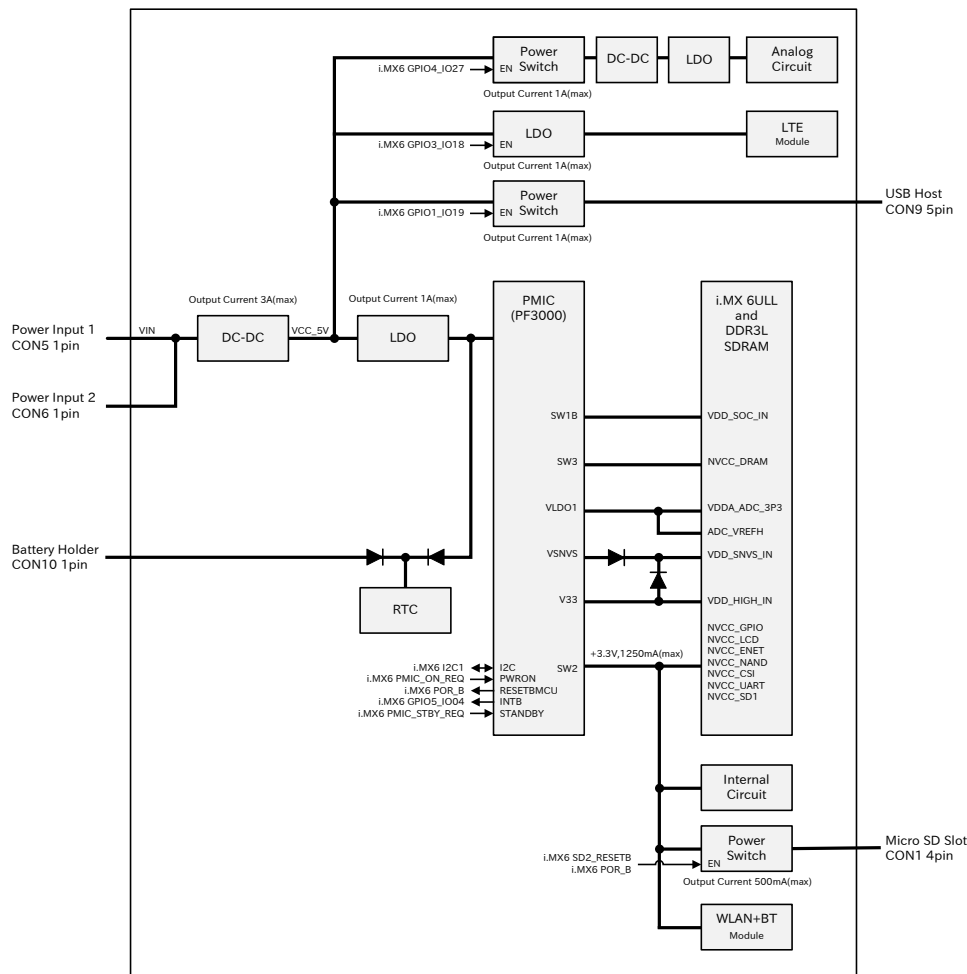 Power
Switch
EN
i.MX6 GPIO4_IO27
Output Current 1A(max)
DC-DC
LDO
Analog
Circuit
LDO
EN
i.MX6 GPIO3_IO18
Output Current 1A(max)
LTE
Module
Power
Switch
EN
i.MX6 GPIO1_IO19
Output Current 1A(max)
USB Host
CON9 5pin
Power Input 1
CON5 1pin
VIN
Output Current 3A(max)
DC-DC
VCC_5V
Output Current 1A(max)
LDO
Power Input 2
CON6 1pin
Battery Holder
CON10 1pin
RTC
PMIC
(PF3000)
SW1B
SW3
VLDO1
VSNVS
V33
SW2
i.MX6 I2C1
I2C
i.MX6 PMIC_ON_REQ
PWRON
i.MX6 POR_B
RESETBMCU
i.MX6 GPIO5_IO04
INTB
i.MX6 PMIC_STBY_REQ
STANDBY
+3.3V,1250mA(max)
i.MX 6ULL
and
DDR3L
SDRAM
VDD_SOC_IN
NVCC_DRAM
VDDA_ADC_3P3
ADC_VREFH
VDD_SNVS_IN
VDD_HIGH_IN
NVCC_GPIO
NVCC_LCD
NVCC_ENET
NVCC_NAND
NVCC_CSI
NVCC_UART
NVCC_SD1
Internal
Circuit
Power
Switch
EN
i.MX6 SD2_RESETB
i.MX6 POR_B
Output Current 500mA(max)
Micro SD Slot
CON1 4pin
WLAN+BT
Module